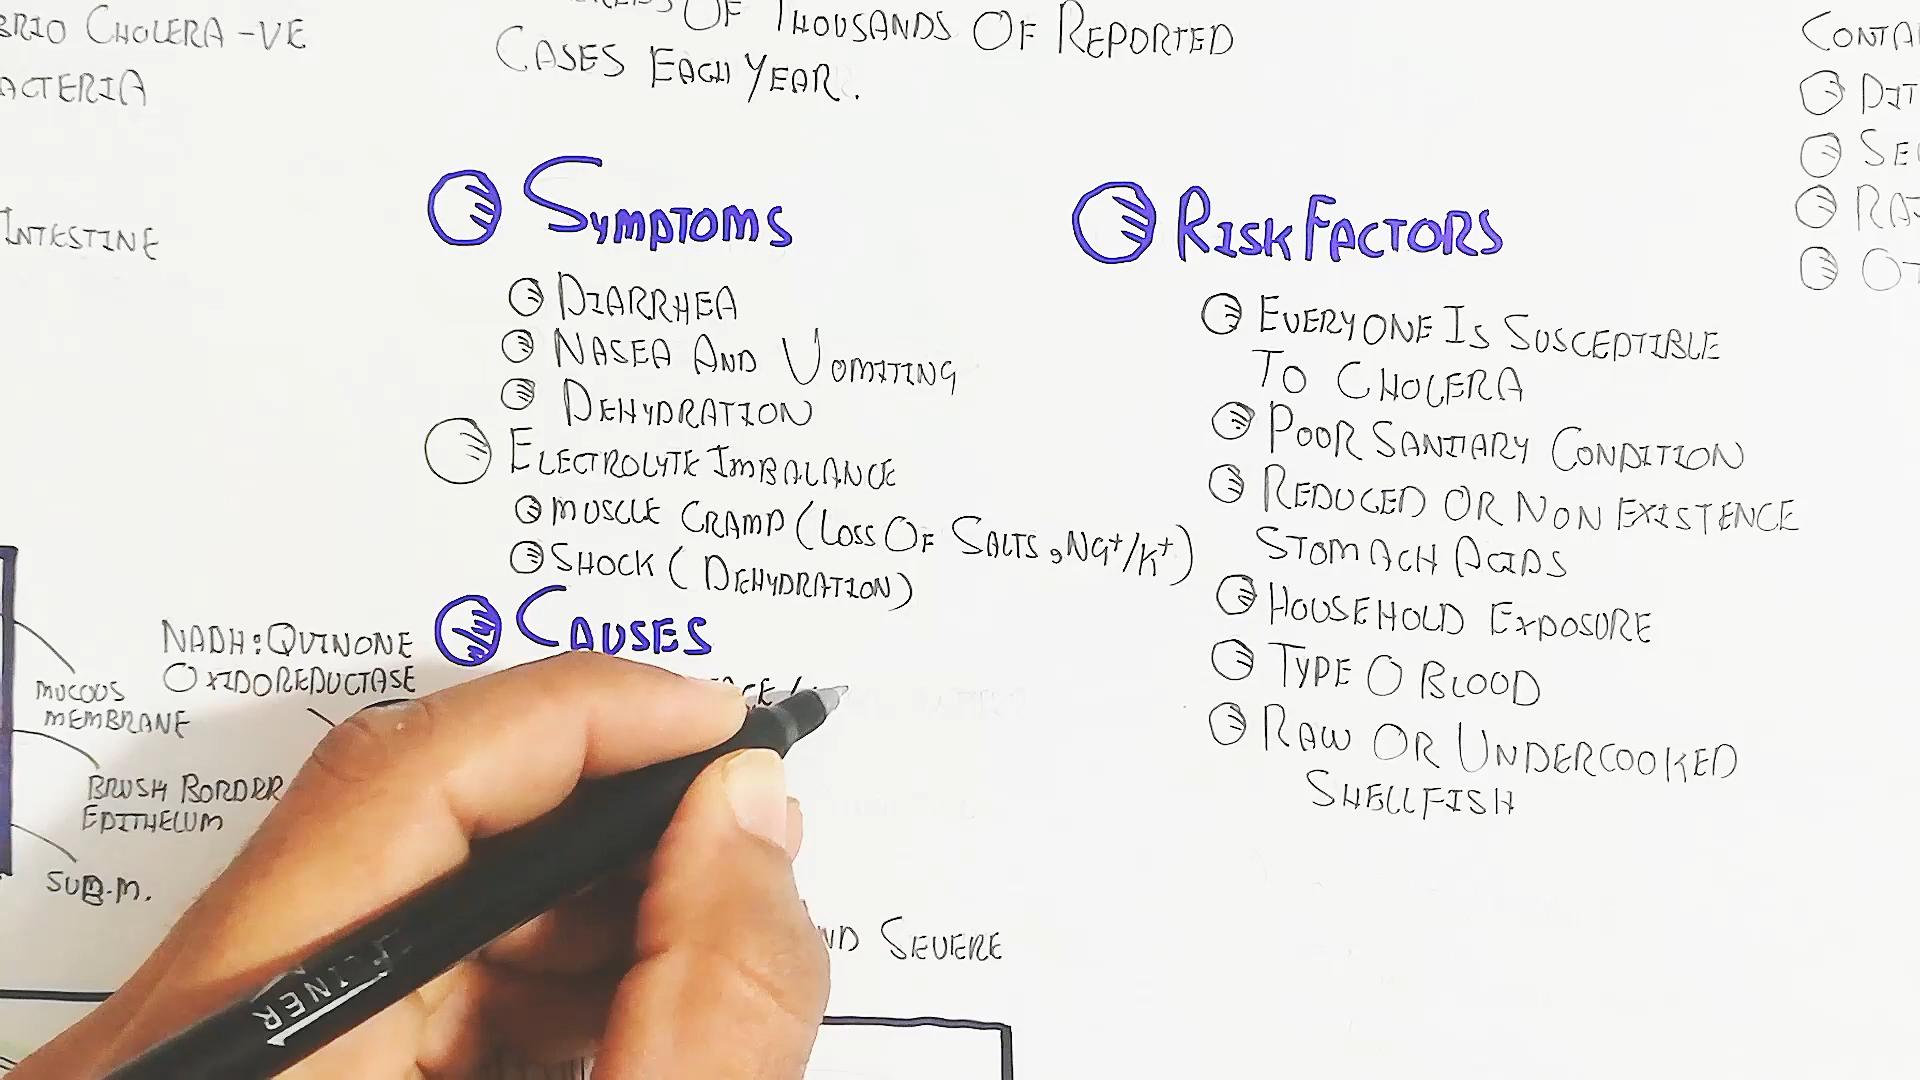 CHOLERA -VE
OF THOUSANDS OF REPORTED
CASES EACH YEAR.
INTESTINE
SYMPTOMS
DIARRHEA
NASEA AND VOMITING
DEHYDRATION
ELECTROLYTE IMBALANCE
MUSCLE CRAMP (LOSS OF SALTS, Na+/K+)
SHOCK (DEHYDRATION)
CAUSES
NADH:QUINONE
OXIDOREDUCTASE
MUCOUS
MEMBRANE
BRUSH BORDER
EPITHELUM
SUB.M.
SEVERE
RISK FACTORS
EVERYONE IS SUSCEPTIBLE
TO CHOLERA
POOR SANITARY CONDITION
REDUCED OR NON EXISTENCE
STOMACH ACIDS
HOUSEHOLD EXPOSURE
TYPE O BLOOD
RAW OR UNDERCOOKED
SHELLFISH
FINER